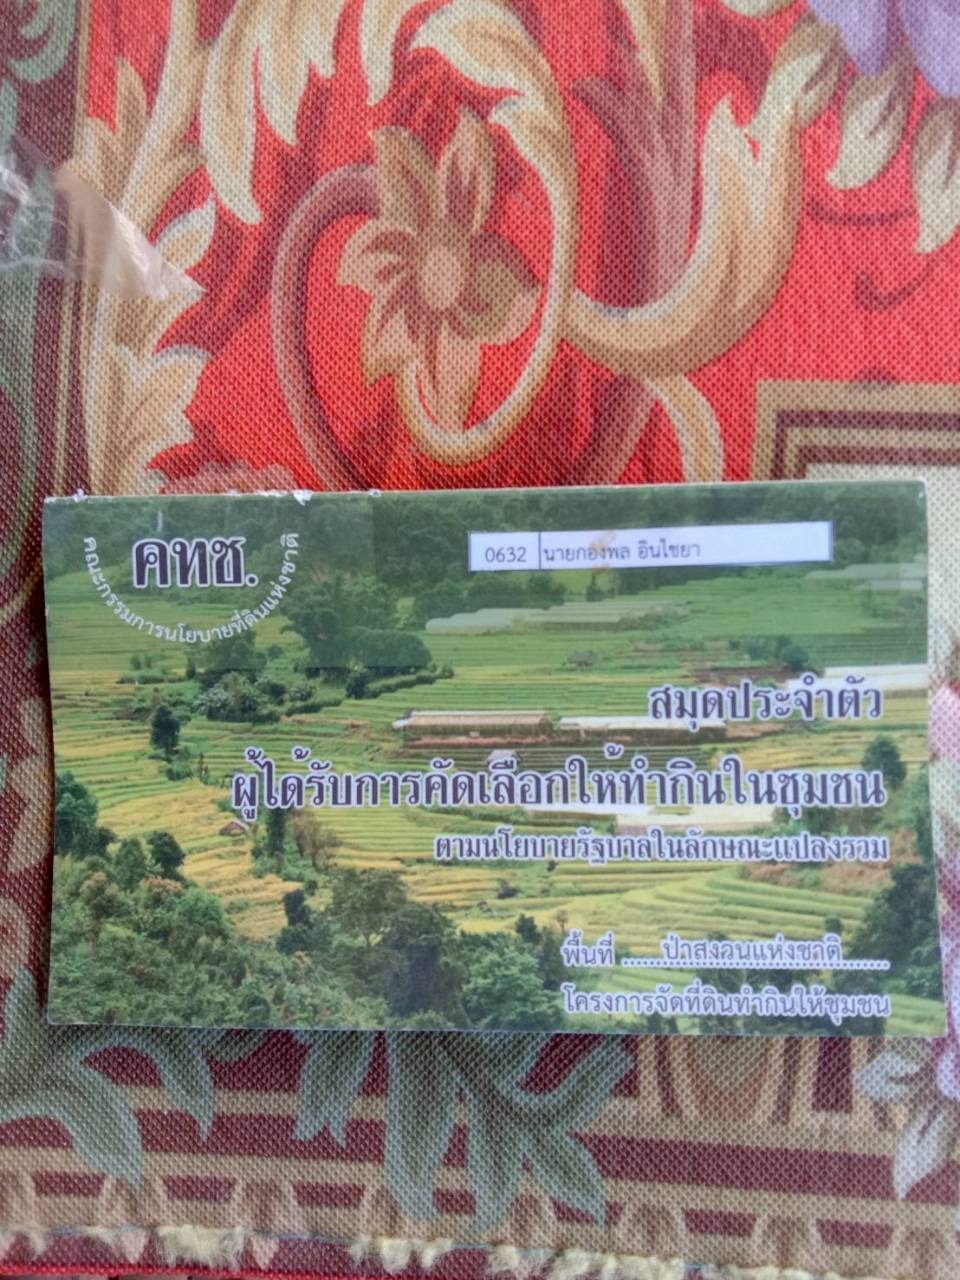 คทช.
คณะกรรมการนโยบายที่ดินแห่งชาติ
0632 นายกองพล อินไชยา
สมุดประจำตัว
ผู้ได้รับการคัดเลือกให้ทำกินในชุมชน
ตามนโยบายรัฐบาลในลักษณะแปลงรวม
พื้นที่ ......ป่าสงวนแห่งชาติ......
โครงการจัดที่ดินทำกินให้ชุมชน